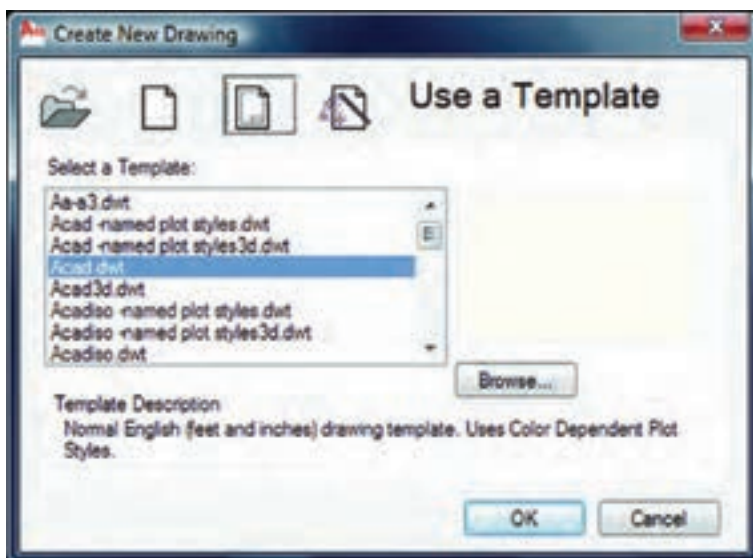 Create New Drawing
Use a Template
Select a Template:
Aa-a3.dwt
Acad -named plot styles.dwt
Acad -named plot styles3d.dwt
Acad.dwt
Acad3d.dwt
Acadiso -named plot styles.dwt
Acadiso -named plot styles3d.dwt
Acadiso.dwt
Browse...
Template Description
Normal English (feet and inches) drawing template. Uses Color Dependent Plot
Styles.
OK
Cancel